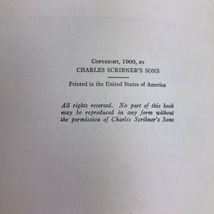 COPYRIGHT, 1909, BY
CHARLES SCRIBNER'S SONS
Printed in the United States of America
All rights reserved. No part of this book
may be reproduced in any form without
the permission of Charles Scribner's Sons